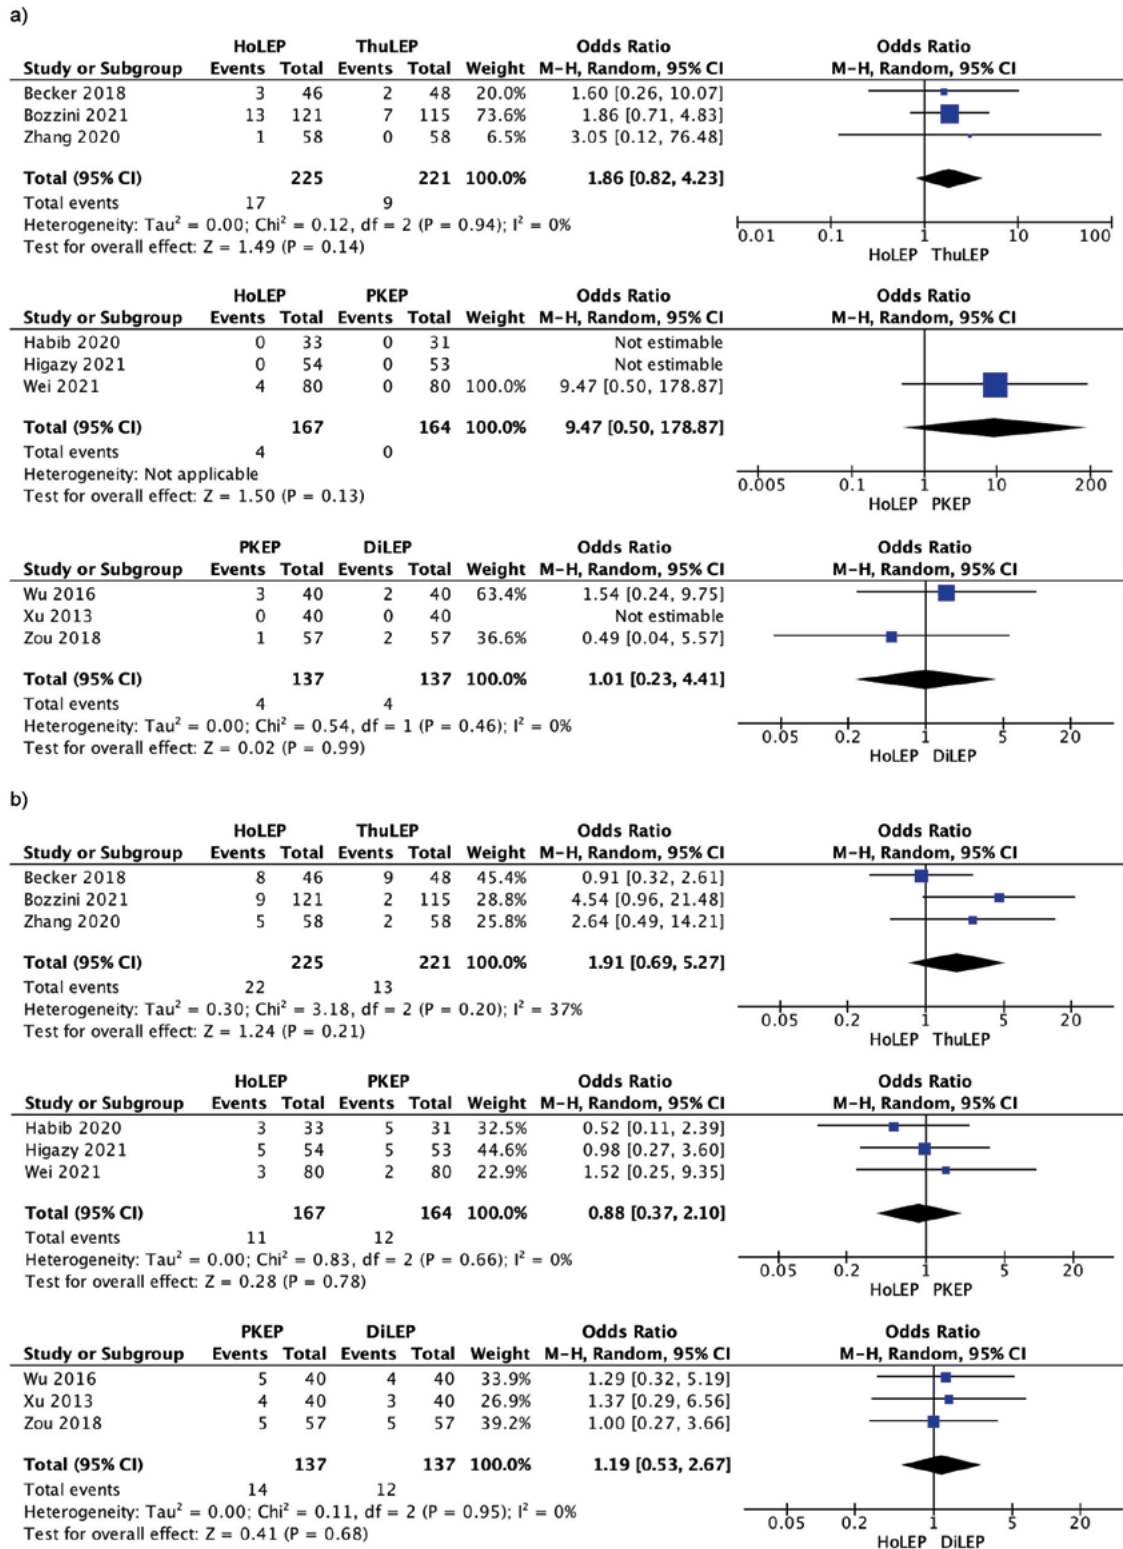 a)
HoLEP ThuLEP Odds Ratio Odds Ratio
Study or Subgroup Events Total Events Total Weight M-H, Random, 95% CI M-H, Random, 95% CI
Becker 2018 3 46 2 48 20.0% 1.60 [0.26, 10.07]
Bozzini 2021 13 121 7 115 73.6% 1.86 [0.71, 4.83]
Zhang 2020 1 58 0 58 6.5% 3.05 [0.12, 76.48]
Total (95% CI) 225 221 100.0% 1.86 [0.82, 4.23]
Total events 17 9
Heterogeneity: Tau² = 0.00; Chi² = 0.12, df = 2 (P = 0.94); I² = 0%
Test for overall effect: Z = 1.49 (P = 0.14)
0.01 0.1 1 10 100
HoLEP ThuLEP
HoLEP PKEP Odds Ratio Odds Ratio
Study or Subgroup Events Total Events Total Weight M-H, Random, 95% CI M-H, Random, 95% CI
Habib 2020 0 33 0 31 Not estimable
Higazy 2021 0 54 0 53 Not estimable
Wei 2021 4 80 0 80 100.0% 9.47 [0.50, 178.87]
Total (95% CI) 167 164 100.0% 9.47 [0.50, 178.87]
Total events 4 0
Heterogeneity: Not applicable
Test for overall effect: Z = 1.50 (P = 0.13)
0.005 0.1 1 10 200
HoLEP PKEP
PKEP DiLEP Odds Ratio Odds Ratio
Study or Subgroup Events Total Events Total Weight M-H, Random, 95% CI M-H, Random, 95% CI
Wu 2016 3 40 2 40 63.4% 1.54 [0.24, 9.75]
Xu 2013 0 40 0 40 Not estimable
Zou 2018 1 57 2 57 36.6% 0.49 [0.04, 5.57]
Total (95% CI) 137 137 100.0% 1.01 [0.23, 4.41]
Total events 4 4
Heterogeneity: Tau² = 0.00; Chi² = 0.54, df = 1 (P = 0.46); I² = 0%
Test for overall effect: Z = 0.02 (P = 0.99)
0.05 0.2 1 5 20
HoLEP DiLEP
b)
HoLEP ThuLEP Odds Ratio Odds Ratio
Study or Subgroup Events Total Events Total Weight M-H, Random, 95% CI M-H, Random, 95% CI
Becker 2018 8 46 9 48 45.4% 0.91 [0.32, 2.61]
Bozzini 2021 9 121 2 115 28.8% 4.54 [0.96, 21.48]
Zhang 2020 5 58 2 58 25.8% 2.64 [0.49, 14.21]
Total (95% CI) 225 221 100.0% 1.91 [0.69, 5.27]
Total events 22 13
Heterogeneity: Tau² = 0.30; Chi² = 3.18, df = 2 (P = 0.20); I² = 37%
Test for overall effect: Z = 1.24 (P = 0.21)
0.05 0.2 1 5 20
HoLEP ThuLEP
HoLEP PKEP Odds Ratio Odds Ratio
Study or Subgroup Events Total Events Total Weight M-H, Random, 95% CI M-H, Random, 95% CI
Habib 2020 3 33 5 31 32.5% 0.52 [0.11, 2.39]
Higazy 2021 5 54 5 53 44.6% 0.98 [0.27, 3.60]
Wei 2021 3 80 2 80 22.9% 1.52 [0.25, 9.35]
Total (95% CI) 167 164 100.0% 0.88 [0.37, 2.10]
Total events 11 12
Heterogeneity: Tau² = 0.00; Chi² = 0.83, df = 2 (P = 0.66); I² = 0%
Test for overall effect: Z = 0.28 (P = 0.78)
0.05 0.2 1 5 20
HoLEP PKEP
PKEP DiLEP Odds Ratio Odds Ratio
Study or Subgroup Events Total Events Total Weight M-H, Random, 95% CI M-H, Random, 95% CI
Wu 2016 5 40 4 40 33.9% 1.29 [0.32, 5.19]
Xu 2013 4 40 3 40 26.9% 1.37 [0.29, 6.56]
Zou 2018 5 57 5 57 39.2% 1.00 [0.27, 3.66]
Total (95% CI) 137 137 100.0% 1.19 [0.53, 2.67]
Total events 14 12
Heterogeneity: Tau² = 0.00; Chi² = 0.11, df = 2 (P = 0.95); I² = 0%
Test for overall effect: Z = 0.41 (P = 0.68)
0.05 0.2 1 5 20
HoLEP DiLEP